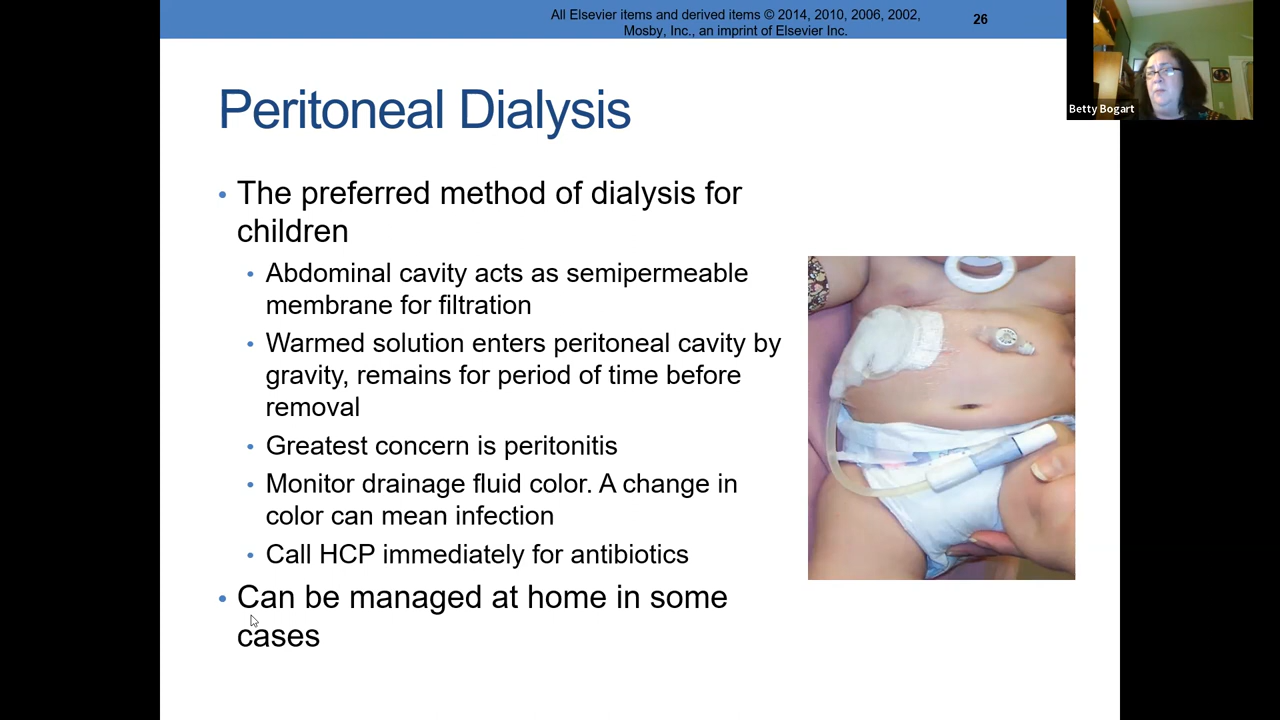 All Elsevier items and derived items © 2014, 2010, 2006, 2002,
Mosby, Inc., an imprint of Elsevier Inc.
26
Betty Bogart
Peritoneal Dialysis
• The preferred method of dialysis for
children
• Abdominal cavity acts as semipermeable
membrane for filtration
• Warmed solution enters peritoneal cavity by
gravity, remains for period of time before
removal
• Greatest concern is peritonitis
• Monitor drainage fluid color. A change in
color can mean infection
• Call HCP immediately for antibiotics
• Can be managed at home in some
cases